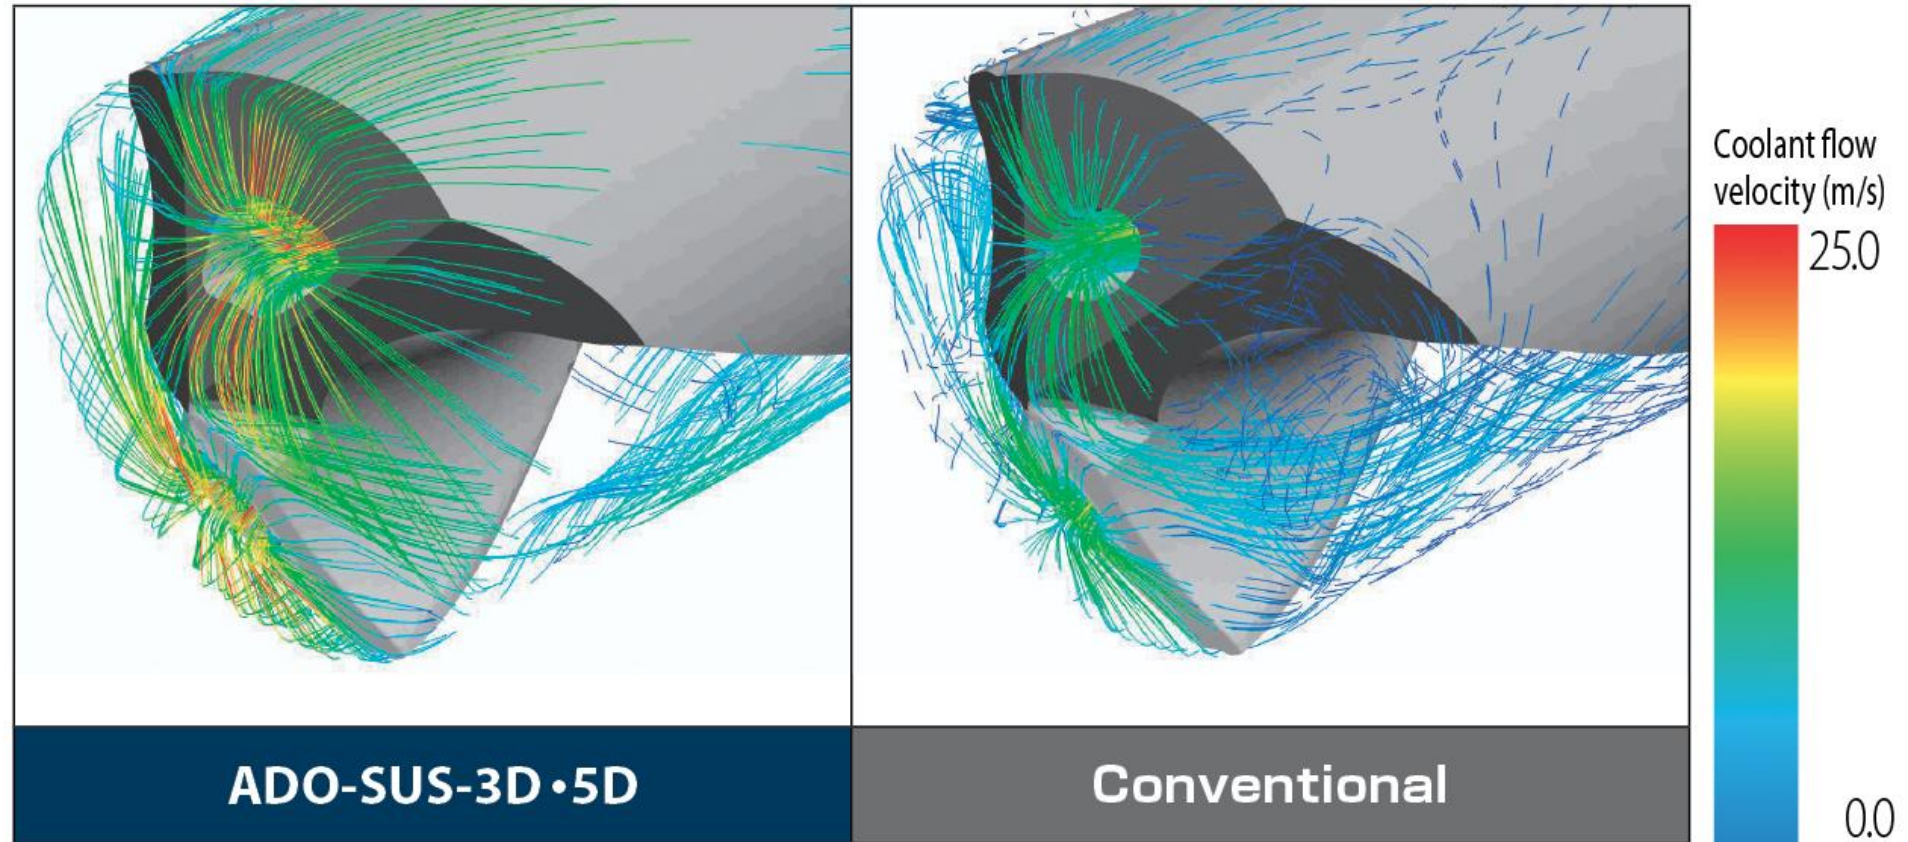 Coolant flow
velocity (m/s)
25.0
0.0
ADO-SUS-3D•5D
Conventional